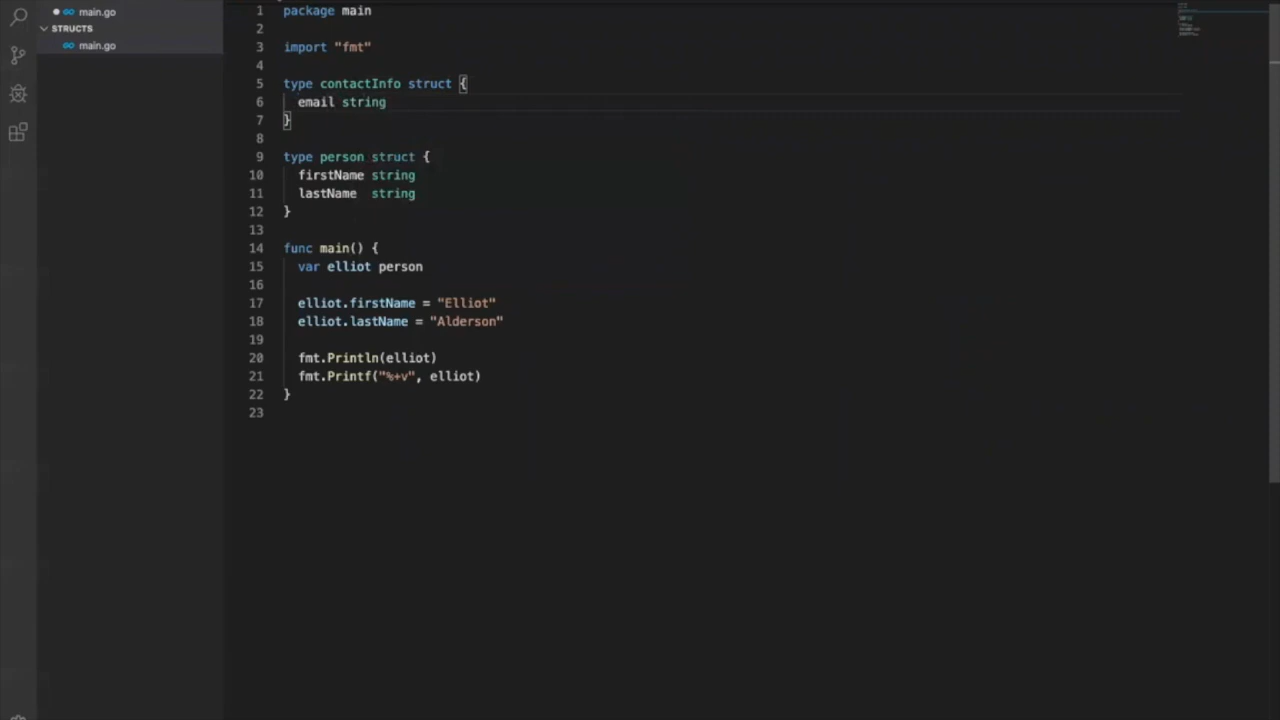 main.go
STRUCTS
main.go
1 package main
2
3 import "fmt"
4
5 type contactInfo struct {
6 email string
7 }
8
9 type person struct {
10 firstName string
11 lastName string
12 }
13
14 func main() {
15 var elliot person
16
17 elliot.firstName = "Elliot"
18 elliot.lastName = "Alderson"
19
20 fmt.Println(elliot)
21 fmt.Printf("%+v", elliot)
22 }
23